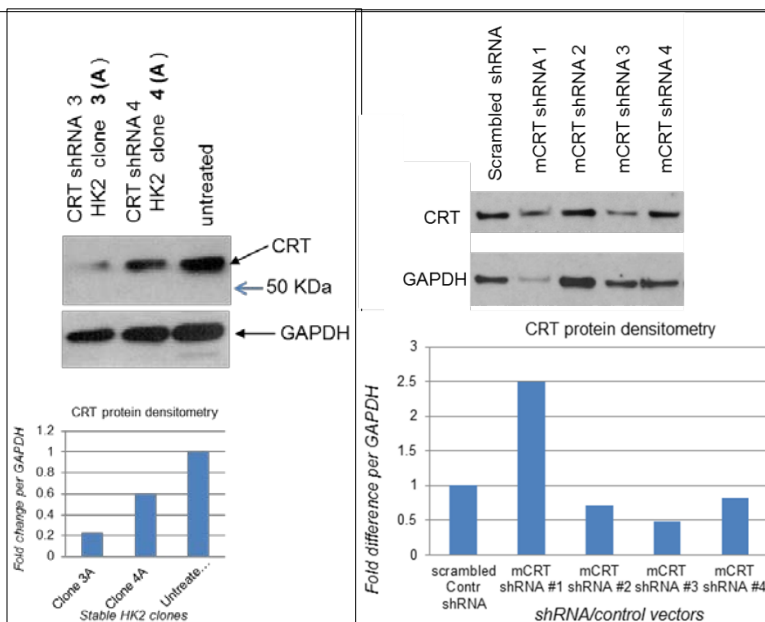 CRT shRNA 3
HK2 clone 3 (A)
CRT shRNA 4
HK2 clone 4 (A)
untreated
CRT
50 KDa
GAPDH
CRT protein densitometry
Fold change per GAPDH
1.2
1
0.8
0.6
0.4
0.2
0
Clone 3A
Clone 4A
Untreate...
Stable HK2 clones
Scrambled shRNA
mCRT shRNA 1
mCRT shRNA 2
mCRT shRNA 3
mCRT shRNA 4
CRT
GAPDH
CRT protein densitometry
Fold difference per GAPDH
3
2.5
2
1.5
1
0.5
0
scrambled
Contr
shRNA
mCRT
shRNA #1
mCRT
shRNA #2
mCRT
shRNA #3
mCRT
shRNA #4
shRNA/control vectors